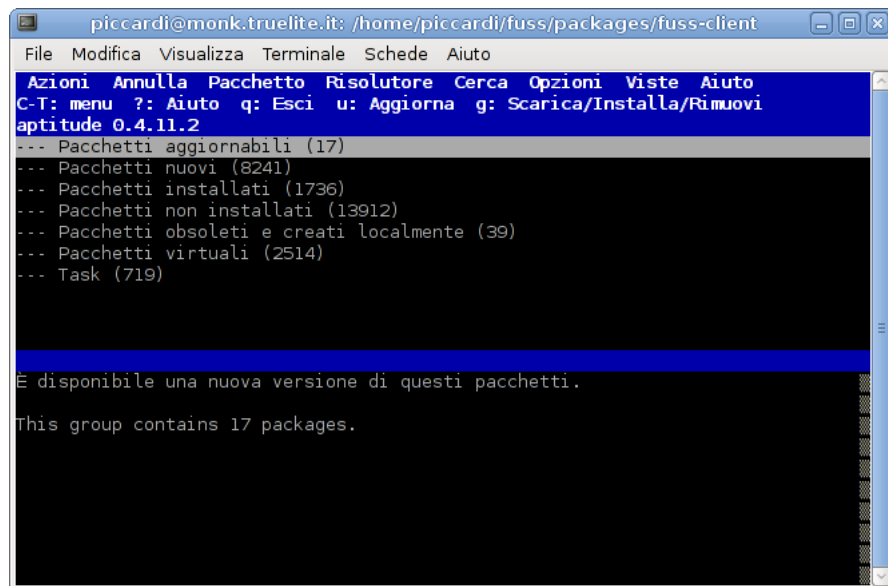 piccardi@monk.truelite.it: /home/piccardi/fuss/packages/fuss-client
File Modifica Visualizza Terminale Schede Aiuto
Azioni Annulla Pacchetto Risolutore Cerca Opzioni Viste Aiuto
C-T: menu ?: Aiuto q: Esci u: Aggiorna g: Scarica/Installa/Rimuovi
aptitude 0.4.11.2
--- Pacchetti aggiornabili (17)
--- Pacchetti nuovi (8241)
--- Pacchetti installati (1736)
--- Pacchetti non installati (13912)
--- Pacchetti obsoleti e creati localmente (39)
--- Pacchetti virtuali (2514)
--- Task (719)
È disponibile una nuova versione di questi pacchetti.
This group contains 17 packages.